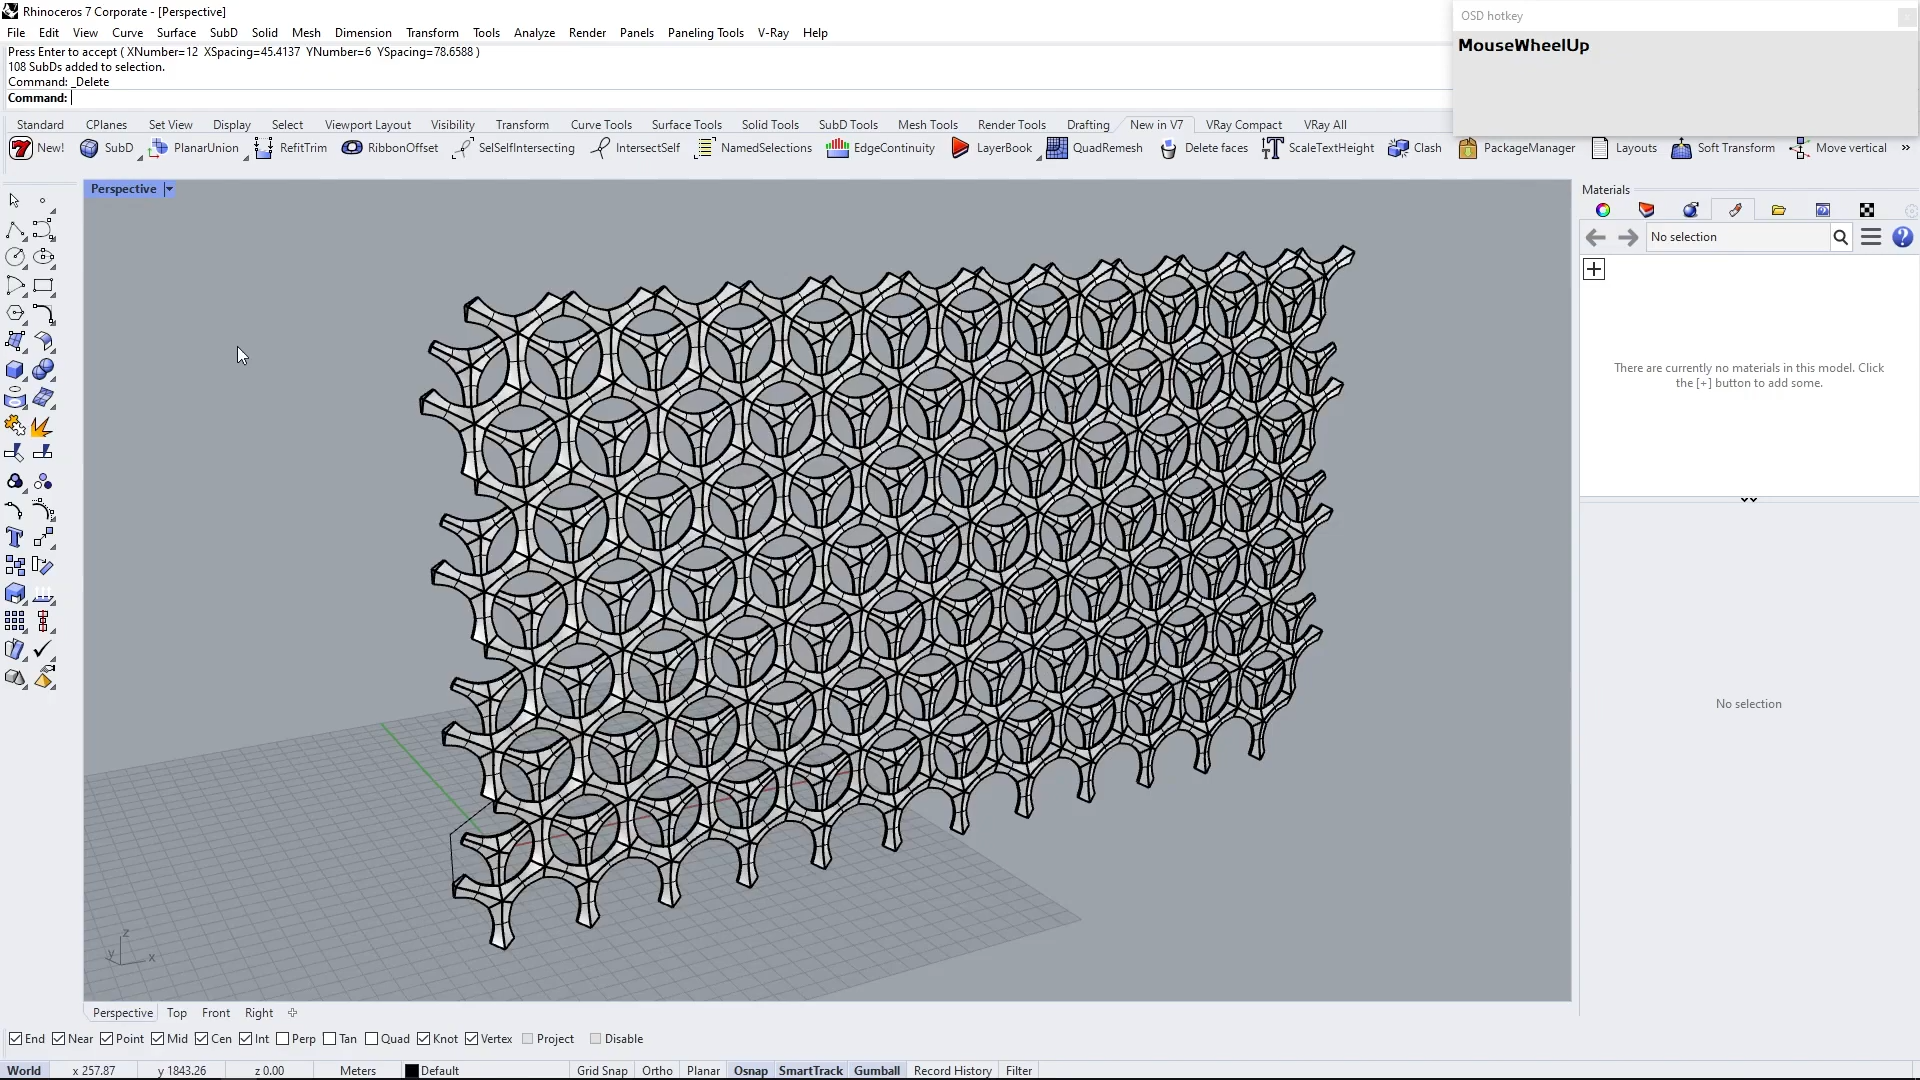 Rhinoceros 7 Corporate - [Perspective]
File Edit View Curve Surface SubD Solid Mesh Dimension Transform Tools Analyze Render Panels Paneling Tools V-Ray Help
Press Enter to accept ( XNumber=12 XSpacing=45.4137 YNumber=6 YSpacing=78.6588 )
108 SubDs added to selection.
Command: _Delete
Command:
OSD hotkey
MouseWheelUp
Standard CPlanes Set View Display Select Viewport Layout Visibility Transform Curve Tools Surface Tools Solid Tools SubD Tools Mesh Tools Render Tools Drafting New in V7 VRay Compact VRay All
7 New! SubD PlanarUnion RefitTrim RibbonOffset SelSelfIntersecting IntersectSelf NamedSelections EdgeContinuity LayerBook QuadRemesh Delete faces ScaleTextHeight Clash PackageManager Layouts Soft Transform Move vertical »
Perspective
Materials
No selection
There are currently no materials in this model. Click
the [+] button to add some.
No selection
z
y
x
Perspective Top Front Right
End Near Point Mid Cen Int Perp Tan Quad Knot Vertex Project Disable
World x 257.87 y 1843.26 z 0.00 Meters Default Grid Snap Ortho Planar Osnap SmartTrack Gumball Record History Filter